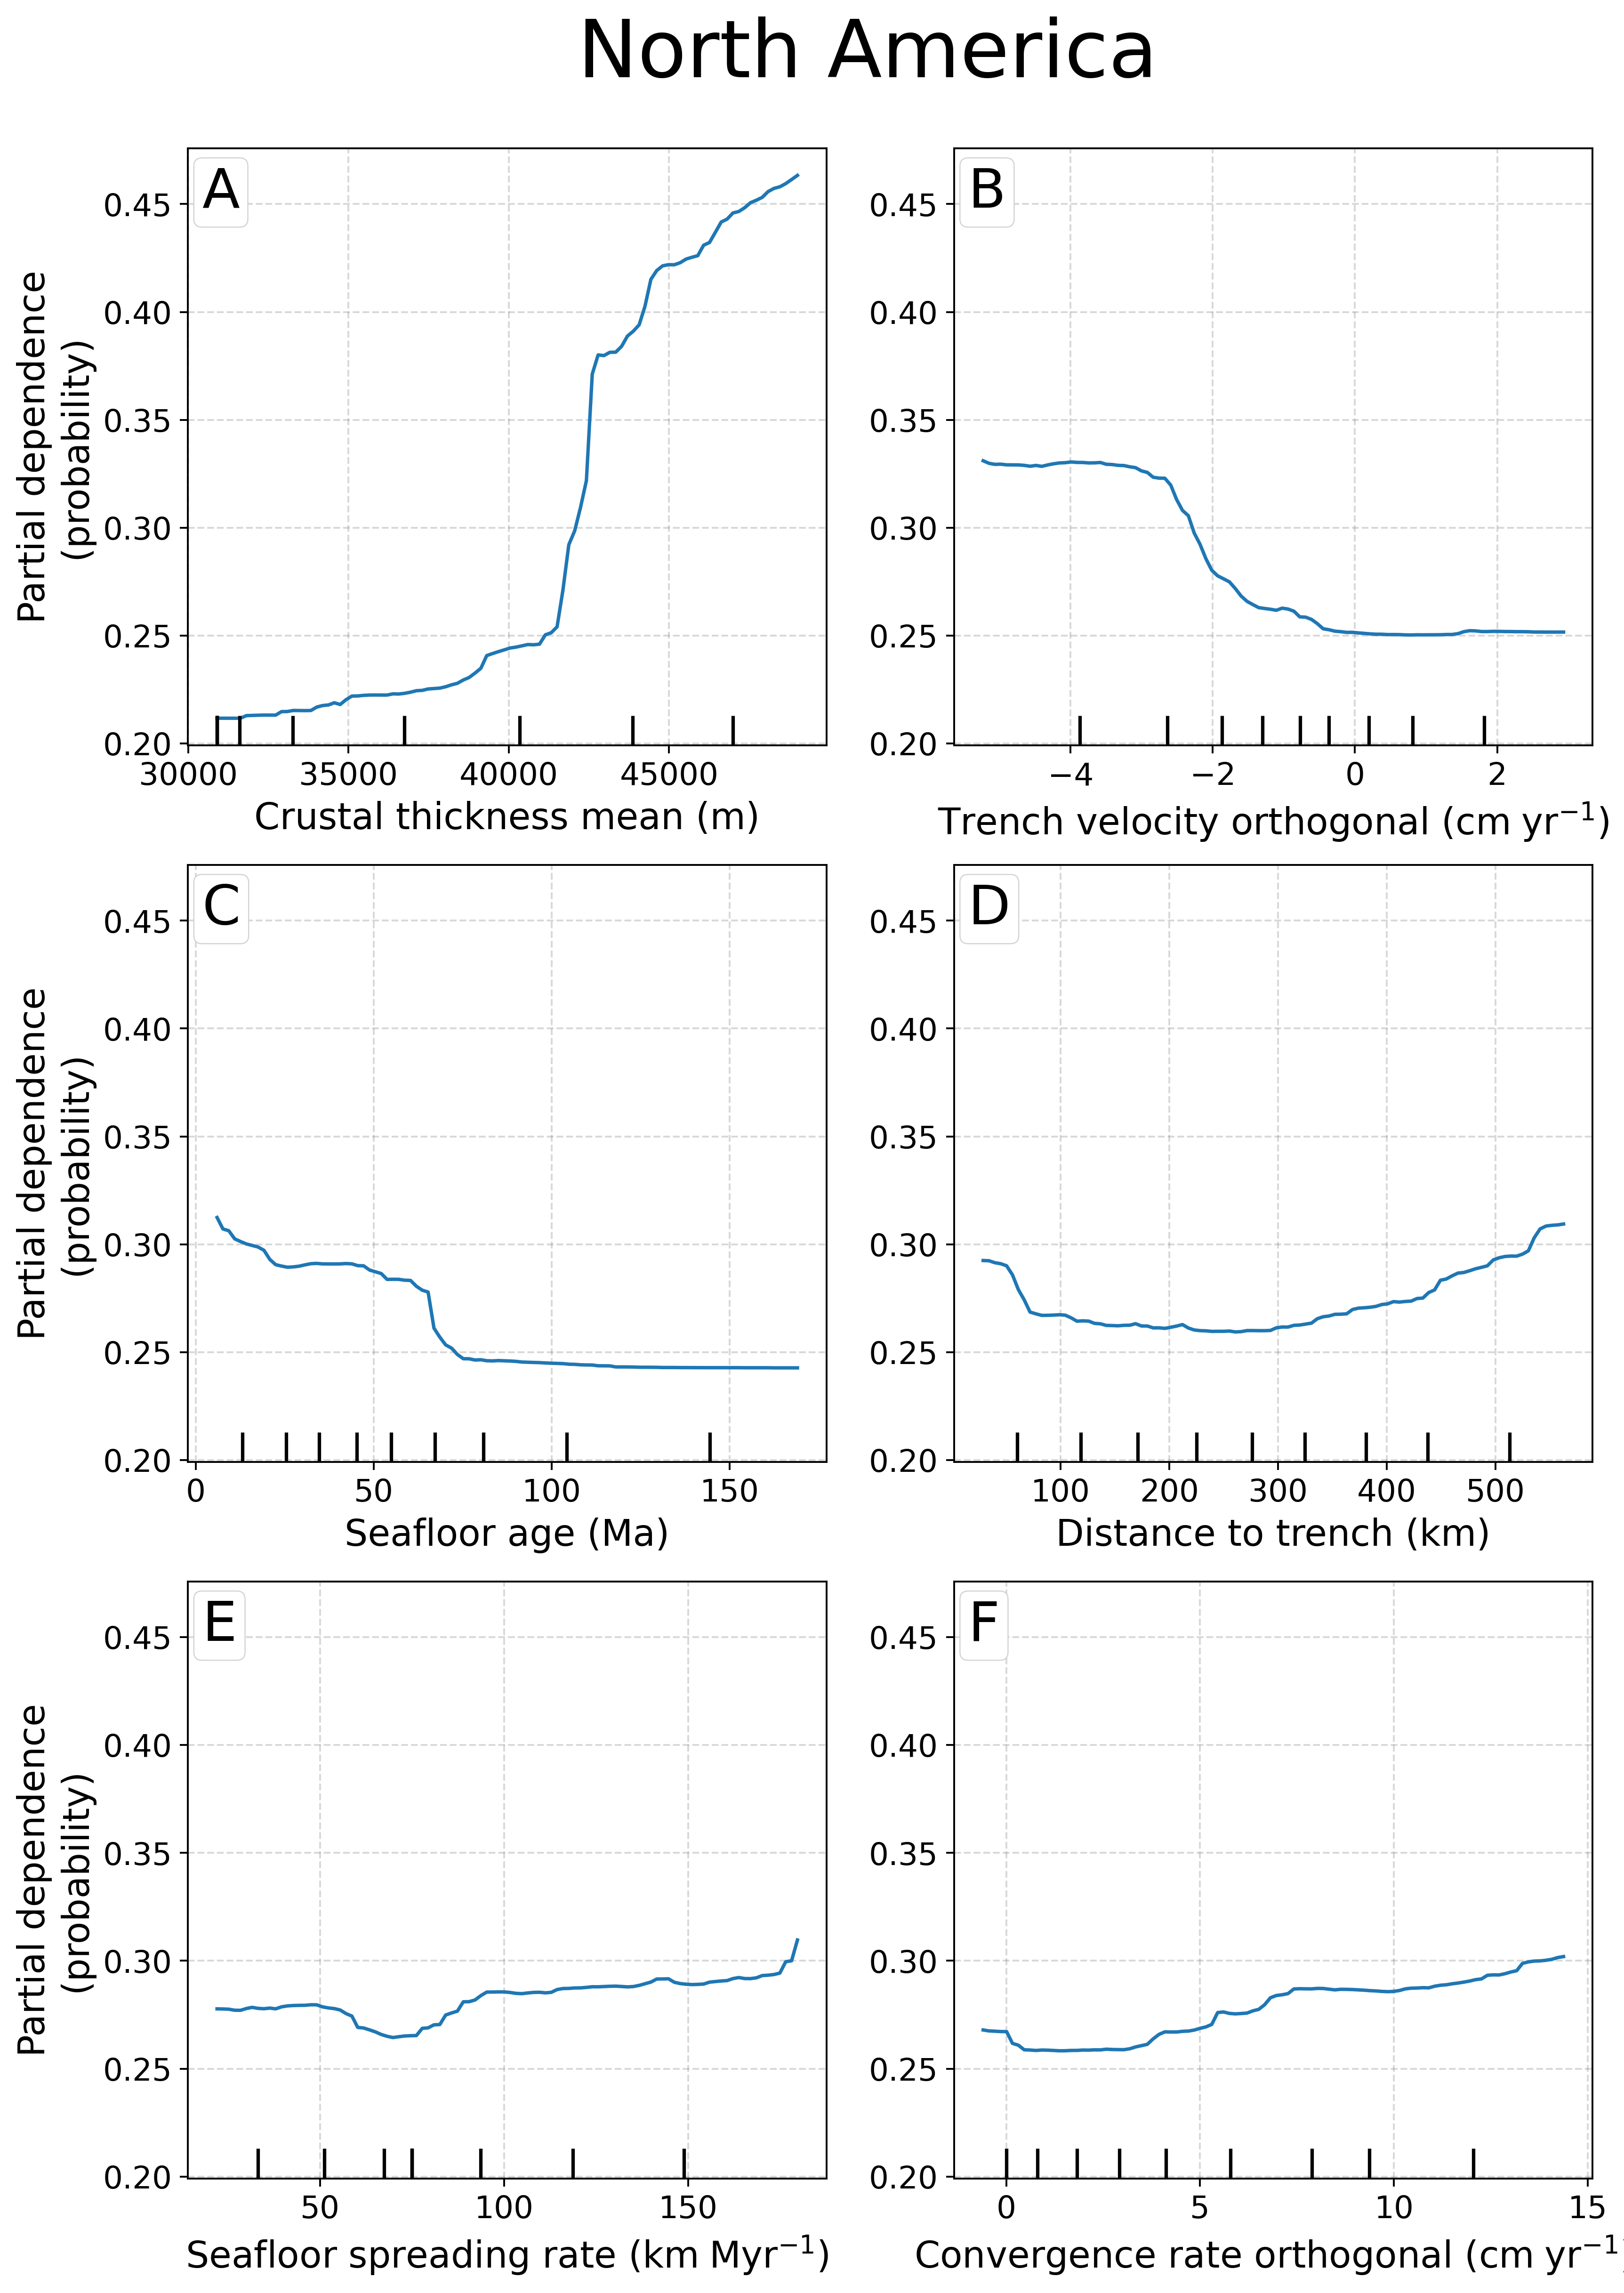 North America
A
B
0.45
0.40
0.35
0.30
0.25
0.20
0.45
0.40
0.35
0.30
0.25
0.20
Partial dependence
(probability)
30000 35000 40000 45000
−4 −2 0 2
Crustal thickness mean (m)
Trench velocity orthogonal (cm yr⁻¹)
C
D
0.45
0.40
0.35
0.30
0.25
0.20
0.45
0.40
0.35
0.30
0.25
0.20
Partial dependence
(probability)
0 50 100 150
100 200 300 400 500
Seafloor age (Ma)
Distance to trench (km)
E
F
0.45
0.40
0.35
0.30
0.25
0.20
0.45
0.40
0.35
0.30
0.25
0.20
Partial dependence
(probability)
50 100 150
0 5 10 15
Seafloor spreading rate (km Myr⁻¹)
Convergence rate orthogonal (cm yr⁻¹